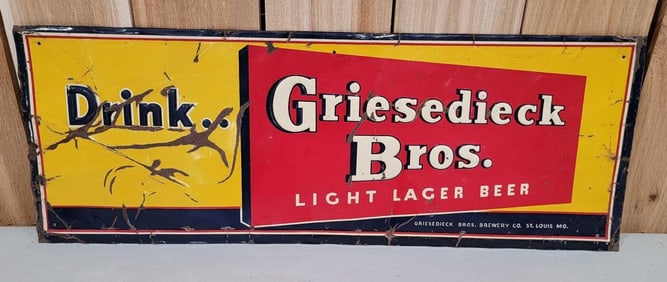 Drink..
Griesedieck
Bros.
LIGHT LAGER BEER
GRIESEDIECK BROS. BREWERY CO. ST. LOUIS MO.